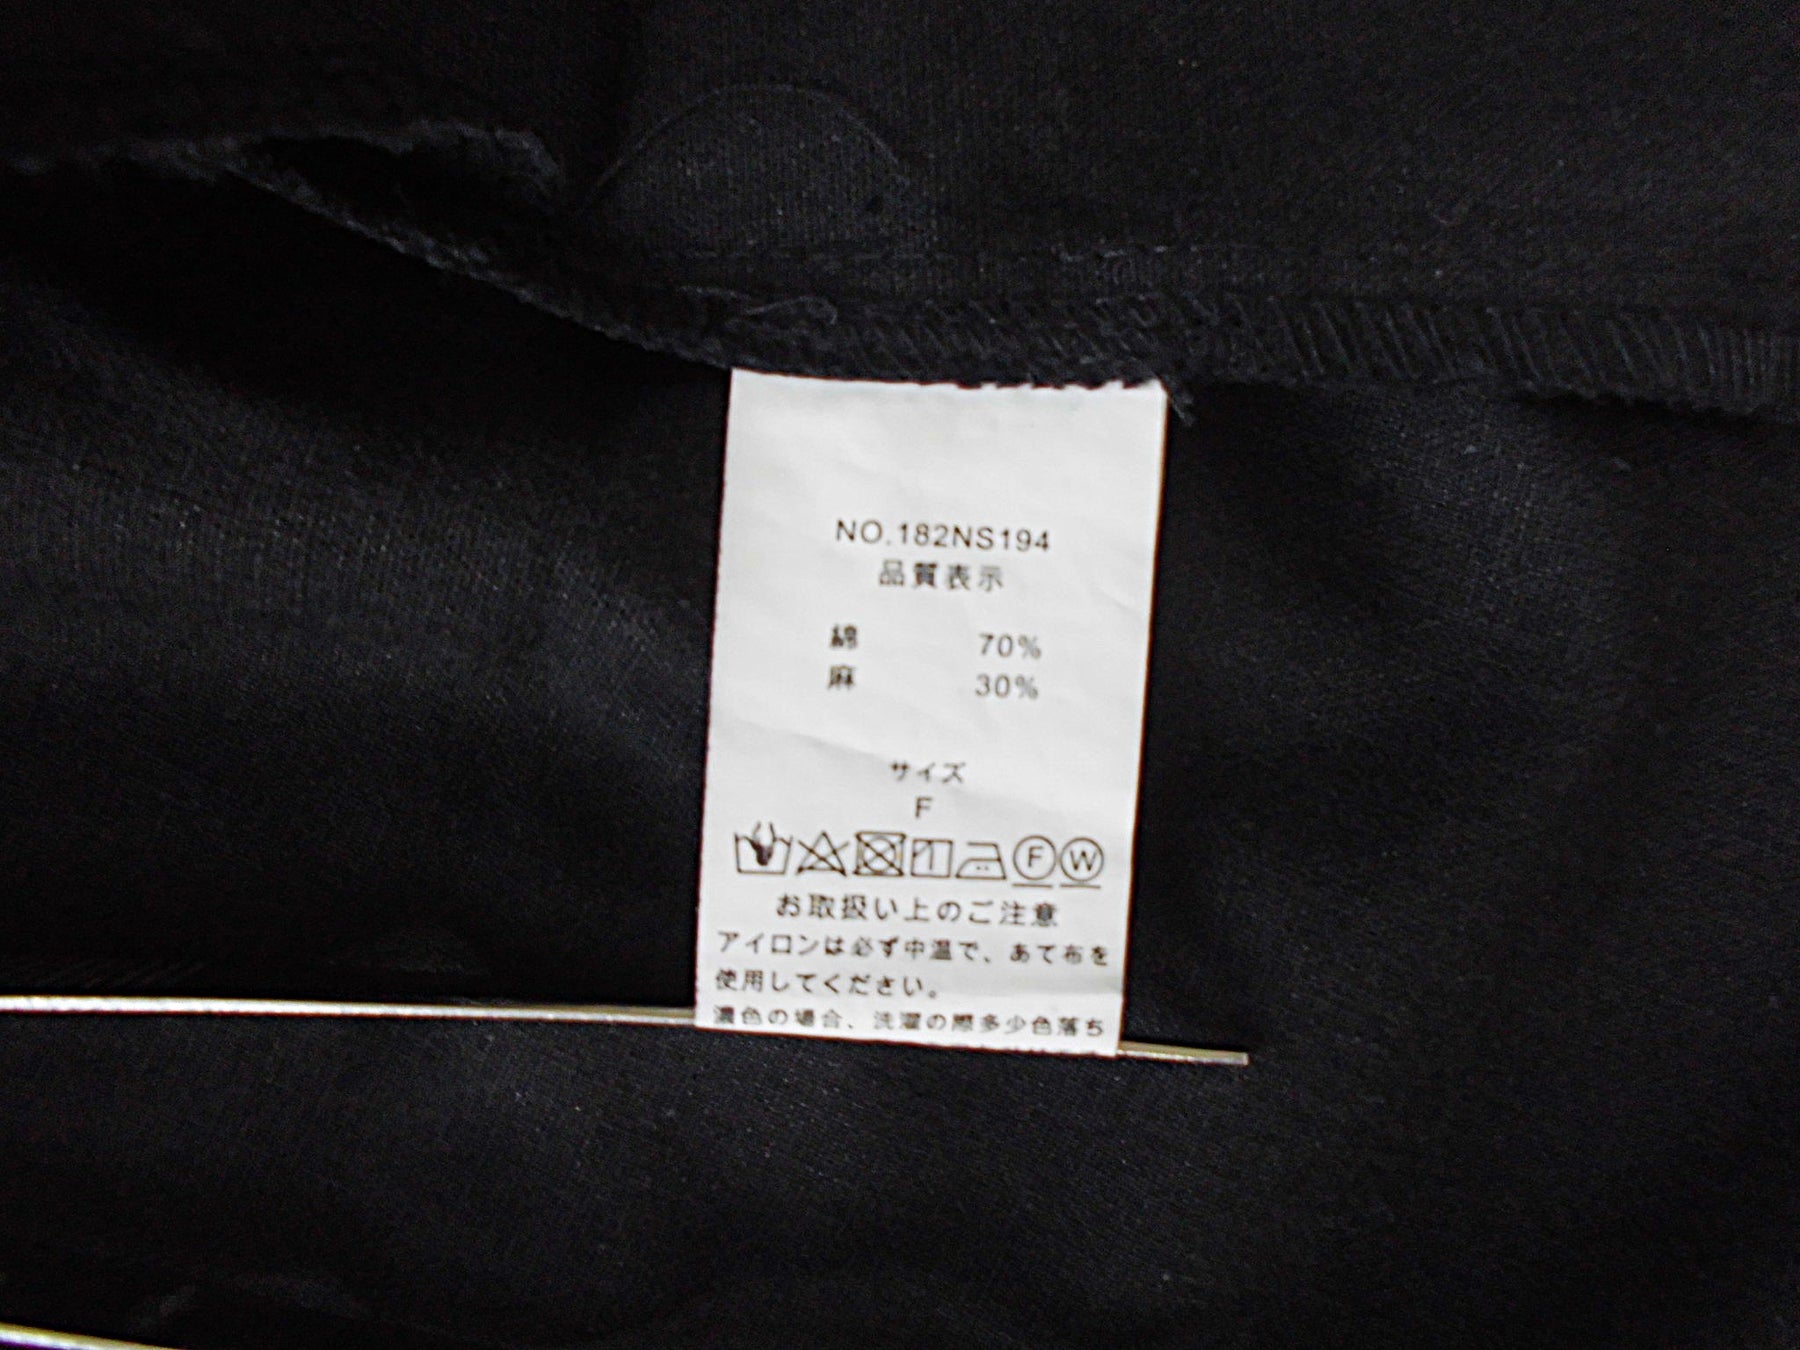 NO.182NS194
品質表示
綿 70%
麻 30%
サイズ
F
F W
お取扱い上のご注意
アイロンは必ず中温で、あて布を
使用してください。
濃色の場合、洗濯の際多少色落ち